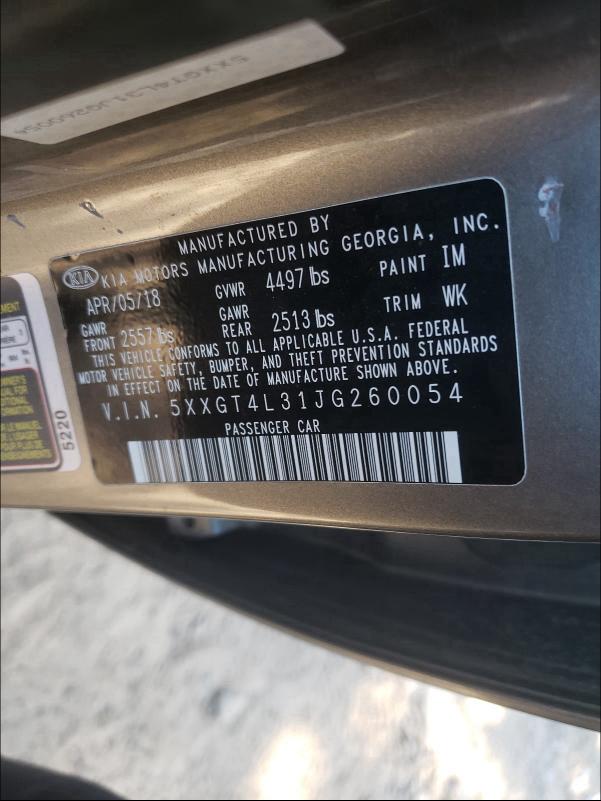 5XXGT4L31JG260054
MANUFACTURED BY
KIA KIA MOTORS MANUFACTURING GEORGIA, INC.
APR/05/18 GVWR 4497 lbs PAINT IM
GAWR FRONT 2557 lbs GAWR REAR 2513 lbs TRIM WK
THIS VEHICLE CONFORMS TO ALL APPLICABLE U.S.A. FEDERAL
MOTOR VEHICLE SAFETY, BUMPER, AND THEFT PREVENTION STANDARDS
IN EFFECT ON THE DATE OF MANUFACTURE SHOWN ABOVE.
V.I.N. 5XXGT4L31JG260054
PASSENGER CAR
5220